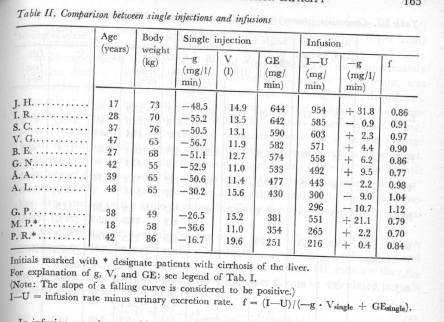 Table II. Comparison between single injections and infusions
Age (years) Body weight (kg) Single injection Infusion
—g (mg/l/min) V (l) GE (mg/min) I—U (mg/min) —g (mg/l/min) f
J. H. ........... 17 73 —48.5 14.9 644 954 + 31.8 0.86
I. R. ........... 28 70 —55.2 13.5 642 585 — 0.9 0.91
S. C. ........... 37 76 —50.5 13.1 590 603 + 2.3 0.97
V. G. ........... 47 65 —56.7 11.9 582 571 + 4.4 0.90
B. E. ........... 27 68 —51.1 12.7 574 558 + 6.2 0.86
G. N. ........... 42 55 —52.9 11.0 533 492 + 9.5 0.77
A. A. ........... 39 65 —50.6 11.4 477 443 — 2.2 0.98
A. L. ........... 48 65 —30.2 15.6 430 300 — 9.0 1.04
296 — 10.7 1.12
G. P. ........... 38 49 —26.5 15.2 381 551 + 21.1 0.79
M. P.* ......... 18 58 —36.6 11.0 354 265 + 2.2 0.70
P. R.* .......... 42 86 —16.7 19.6 251 216 + 0.4 0.84
Initials marked with * designate patients with cirrhosis of the liver.
For explanation of g, V, and GE: see legend of Tab. I.
(Note: The slope of a falling curve is considered to be positive.)
I—U = infusion rate minus urinary excretion rate. f = (I—U)/(—g · Vsingle + GEsingle).